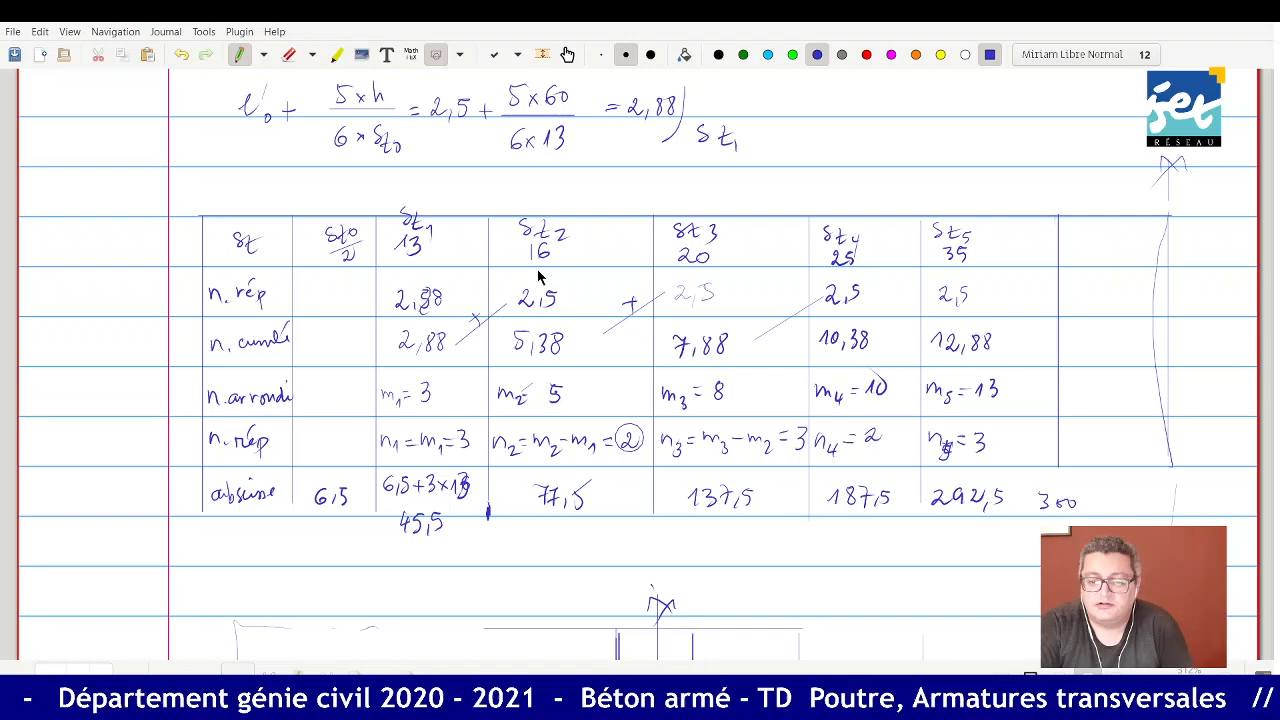 File Edit View Navigation Journal Tools Plugin Help
T Math Miriam Libre Normal 12
l'0 + 5×h / 6×St0 = 2,5 + 5×60 / 6×13 = 2,88) St1
iset
RÉSEAU
St St0/2 St1 13 St2 16 St3 20 St4 25 St5 35
n. rép 2,88 2,5 + 2,5 2,5 2,5
n. cumulé 2,88 + 5,38 7,88 10,38 12,88
n. arrondi m1 = 3 m2 = 5 m3 = 8 m4 = 10 m5 = 13
n. rép n1 = m1 = 3 n2 = m2 - m1 = 2 n3 = m3 - m2 = 3 n4 = 2 n5 = 3
abscisse 6,5 6,5+3×13 77,5 137,5 187,5 292,5 300
45,5
312%
- Département génie civil 2020 - 2021 - Béton armé - TD Poutre, Armatures transversales //